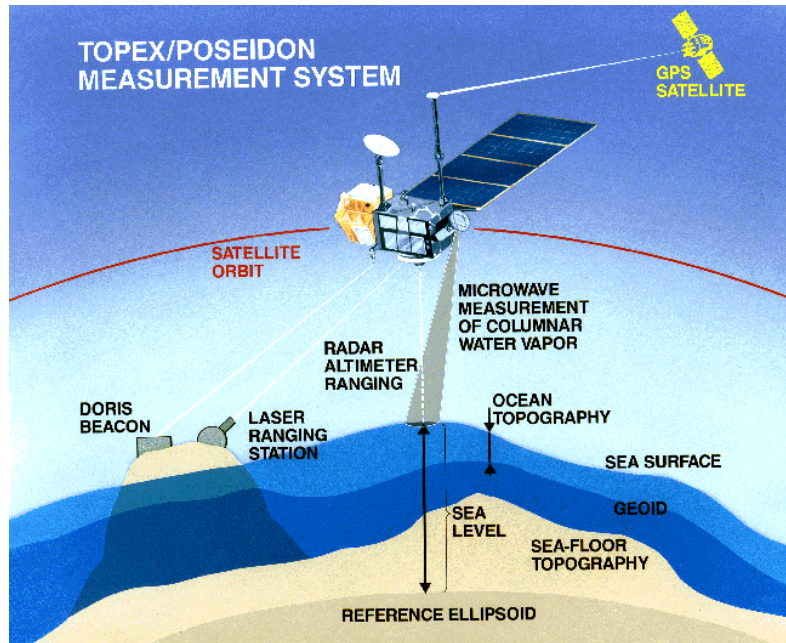 TOPEX/POSEIDON
MEASUREMENT SYSTEM
GPS
SATELLITE
SATELLITE
ORBIT
MICROWAVE
MEASUREMENT
OF COLUMNAR
WATER VAPOR
RADAR
ALTIMETER
RANGING
DORIS
BEACON
LASER
RANGING
STATION
OCEAN
TOPOGRAPHY
SEA SURFACE
GEOID
SEA
LEVEL
SEA-FLOOR
TOPOGRAPHY
REFERENCE ELLIPSOID